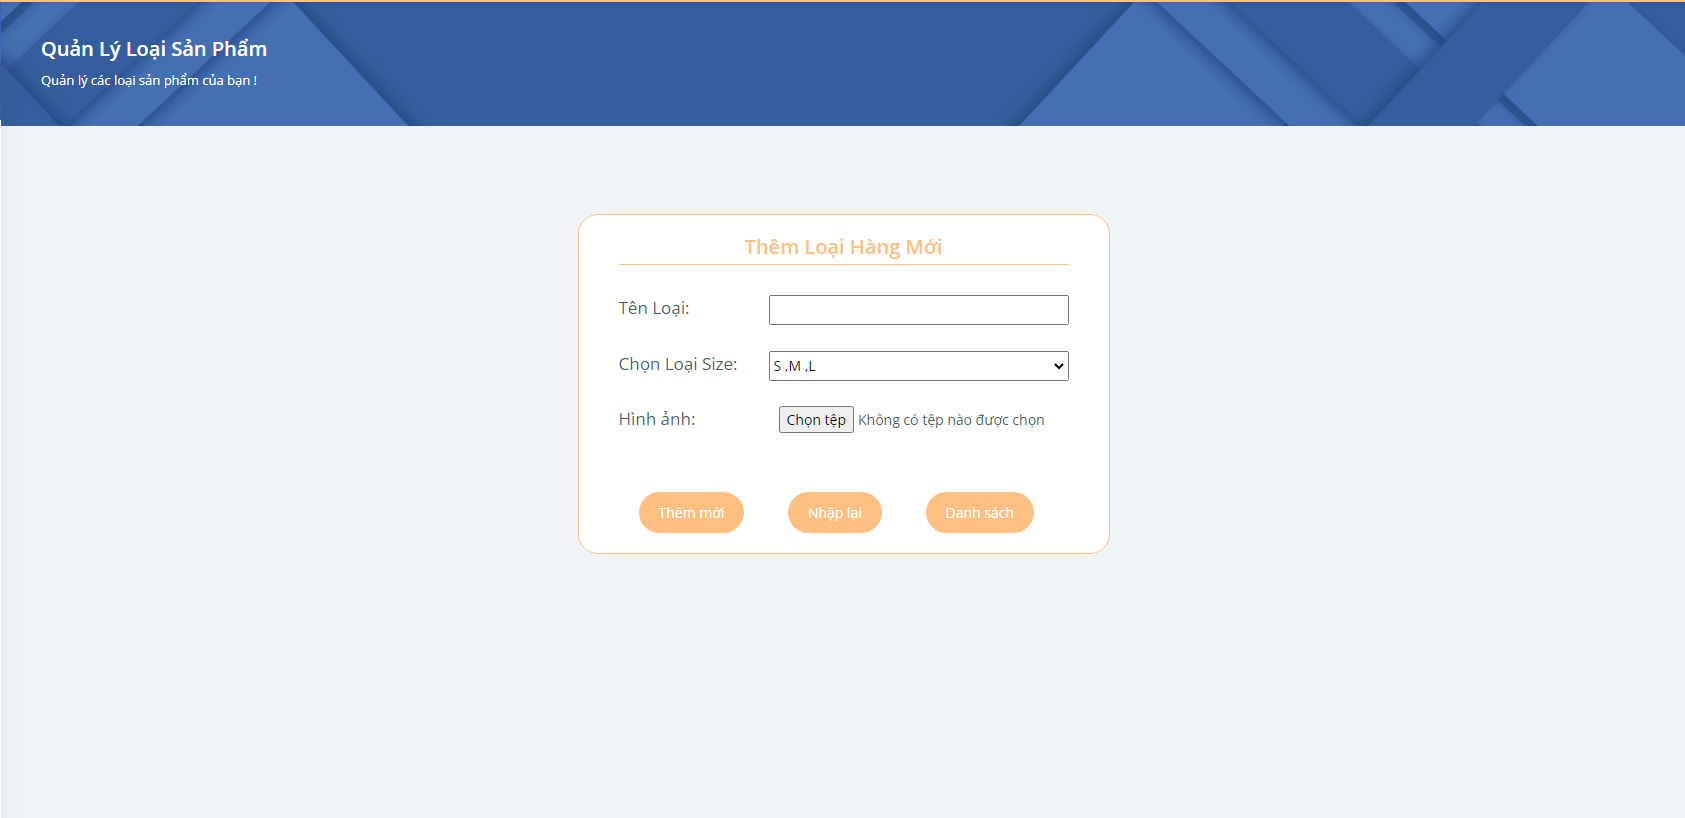 Quản Lý Loại Sản Phẩm
Quản lý các loại sản phẩm của bạn !
Thêm Loại Hàng Mới
Tên Loại:
Chọn Loại Size: S ,M ,L
Hình ảnh: Chọn tệp Không có tệp nào được chọn
Thêm mới Nhập lại Danh sách